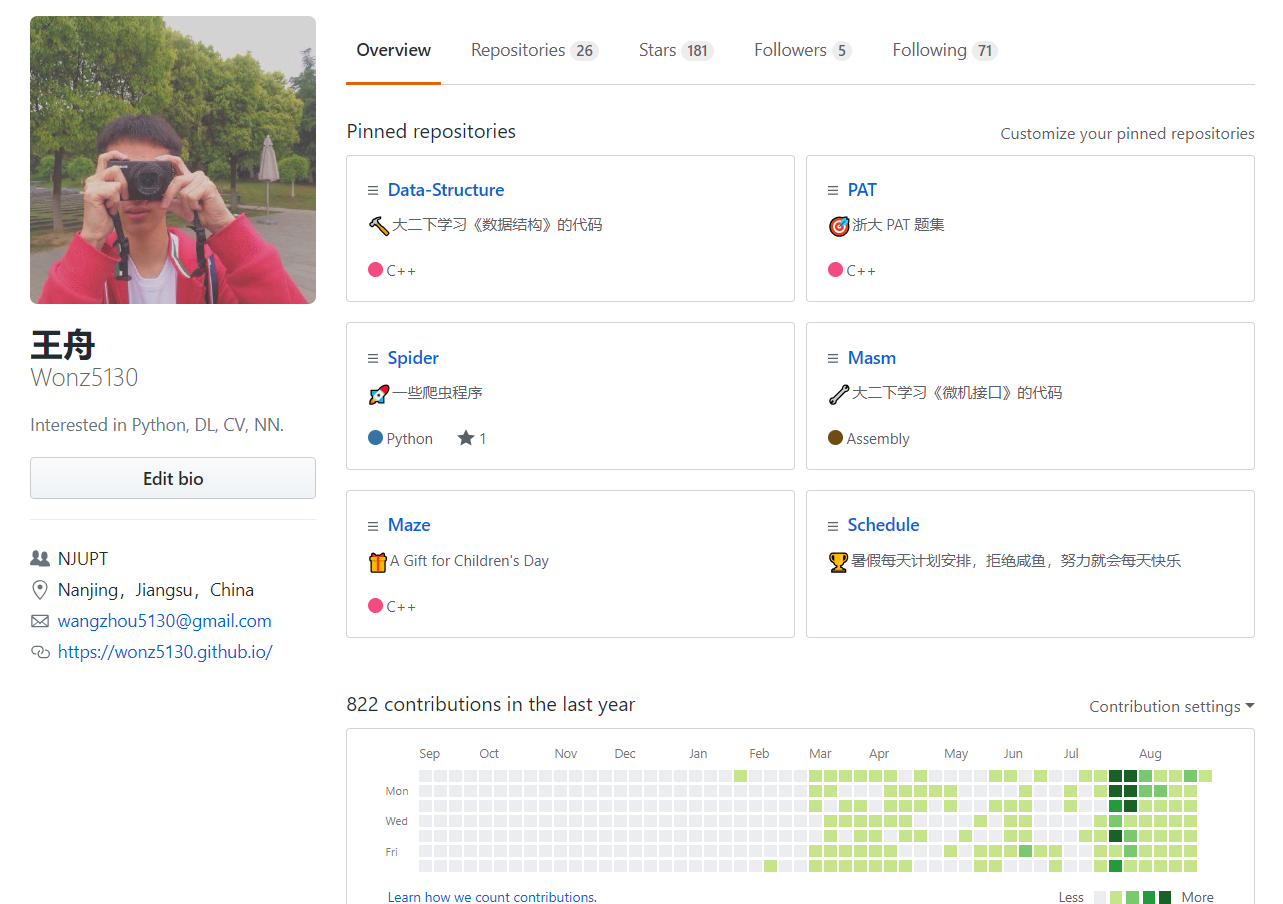 Overview Repositories 26 Stars 181 Followers 5 Following 71
王舟
Wonz5130
Interested in Python, DL, CV, NN.
Edit bio
NJUPT
Nanjing，Jiangsu，China
wangzhou5130@gmail.com
https://wonz5130.github.io/
Pinned repositories
Customize your pinned repositories
Data-Structure
🔨大二下学习《数据结构》的代码
C++
PAT
🎯浙大 PAT 题集
C++
Spider
🚀一些爬虫程序
Python ★ 1
Masm
🔧大二下学习《微机接口》的代码
Assembly
Maze
🎁A Gift for Children's Day
C++
Schedule
🏆暑假每天计划安排，拒绝咸鱼，努力就会每天快乐
822 contributions in the last year
Contribution settings
Sep Oct Nov Dec Jan Feb Mar Apr May Jun Jul Aug
Mon
Wed
Fri
Learn how we count contributions.
Less More